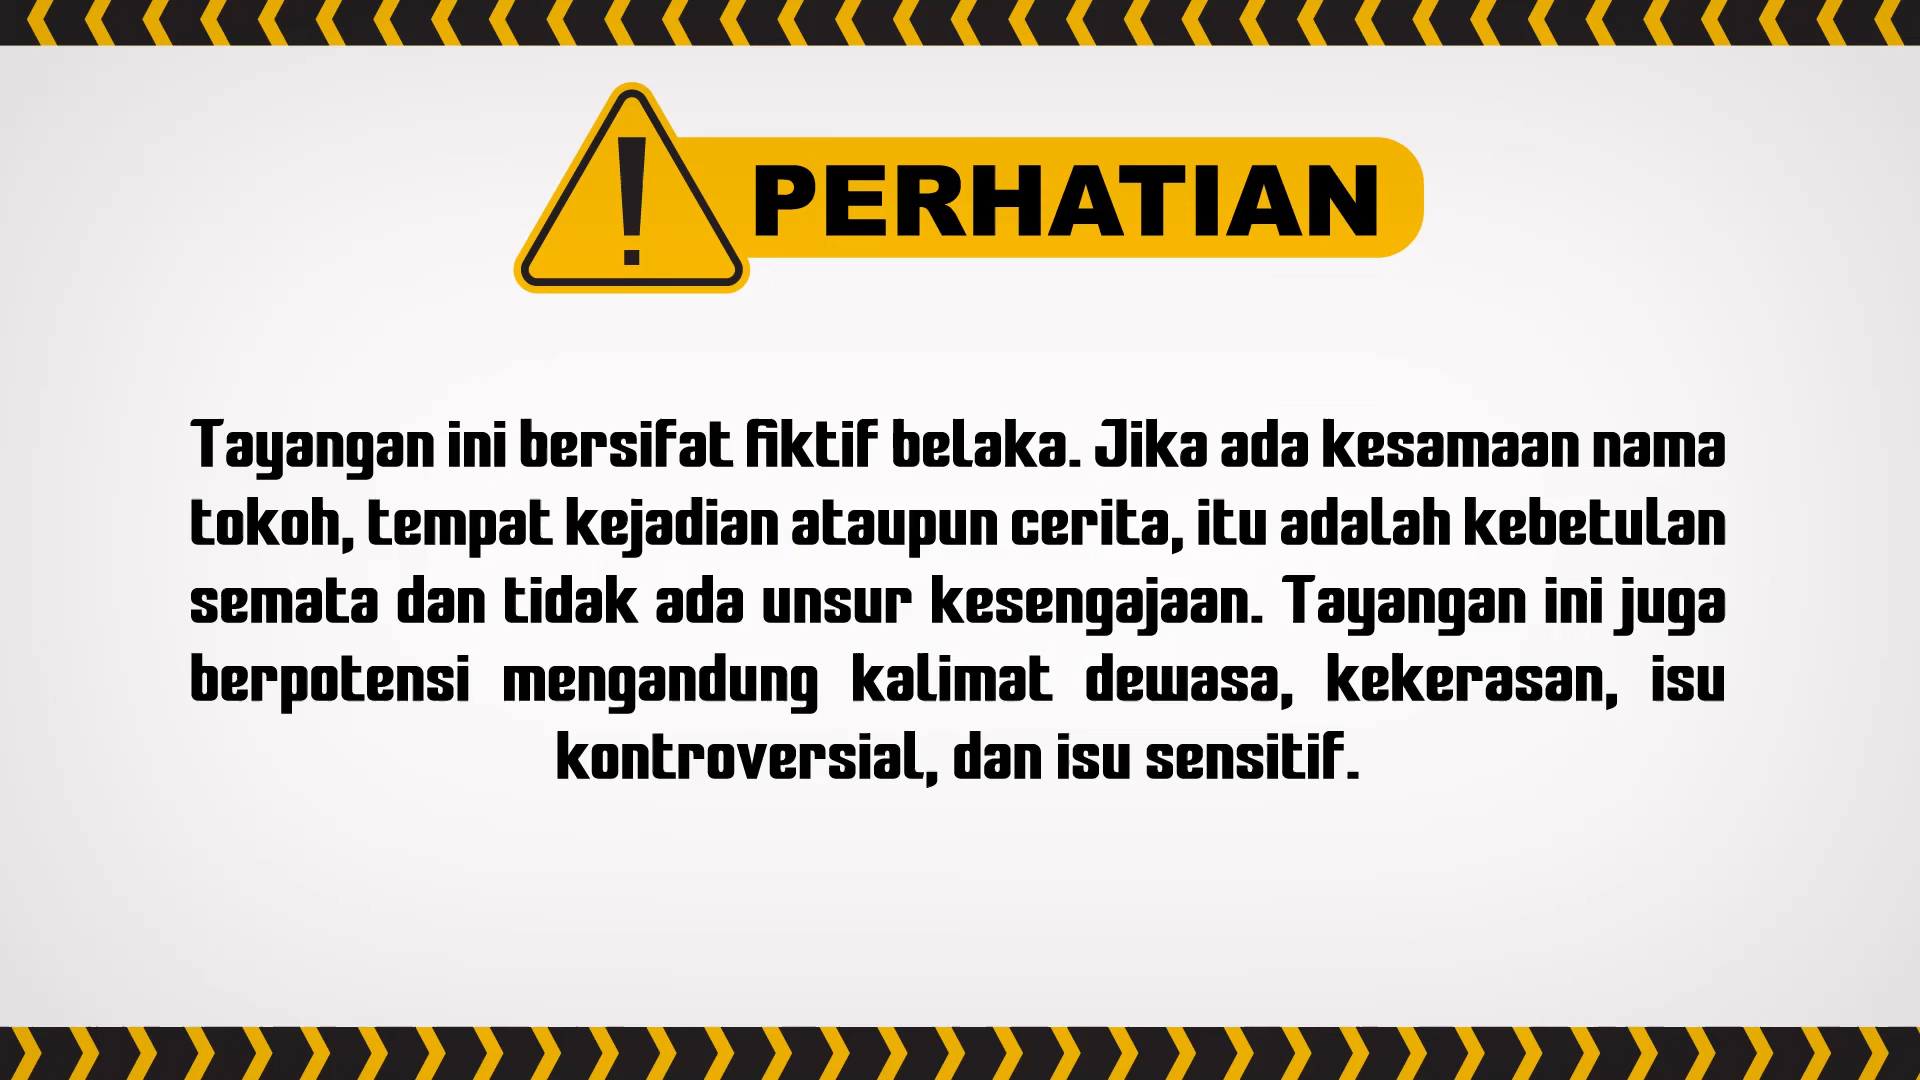 PERHATIAN
Tayangan ini bersifat fiktif belaka. Jika ada kesamaan nama
tokoh, tempat kejadian ataupun cerita, itu adalah kebetulan
semata dan tidak ada unsur kesengajaan. Tayangan ini juga
berpotensi mengandung kalimat dewasa, kekerasan, isu
kontroversial, dan isu sensitif.